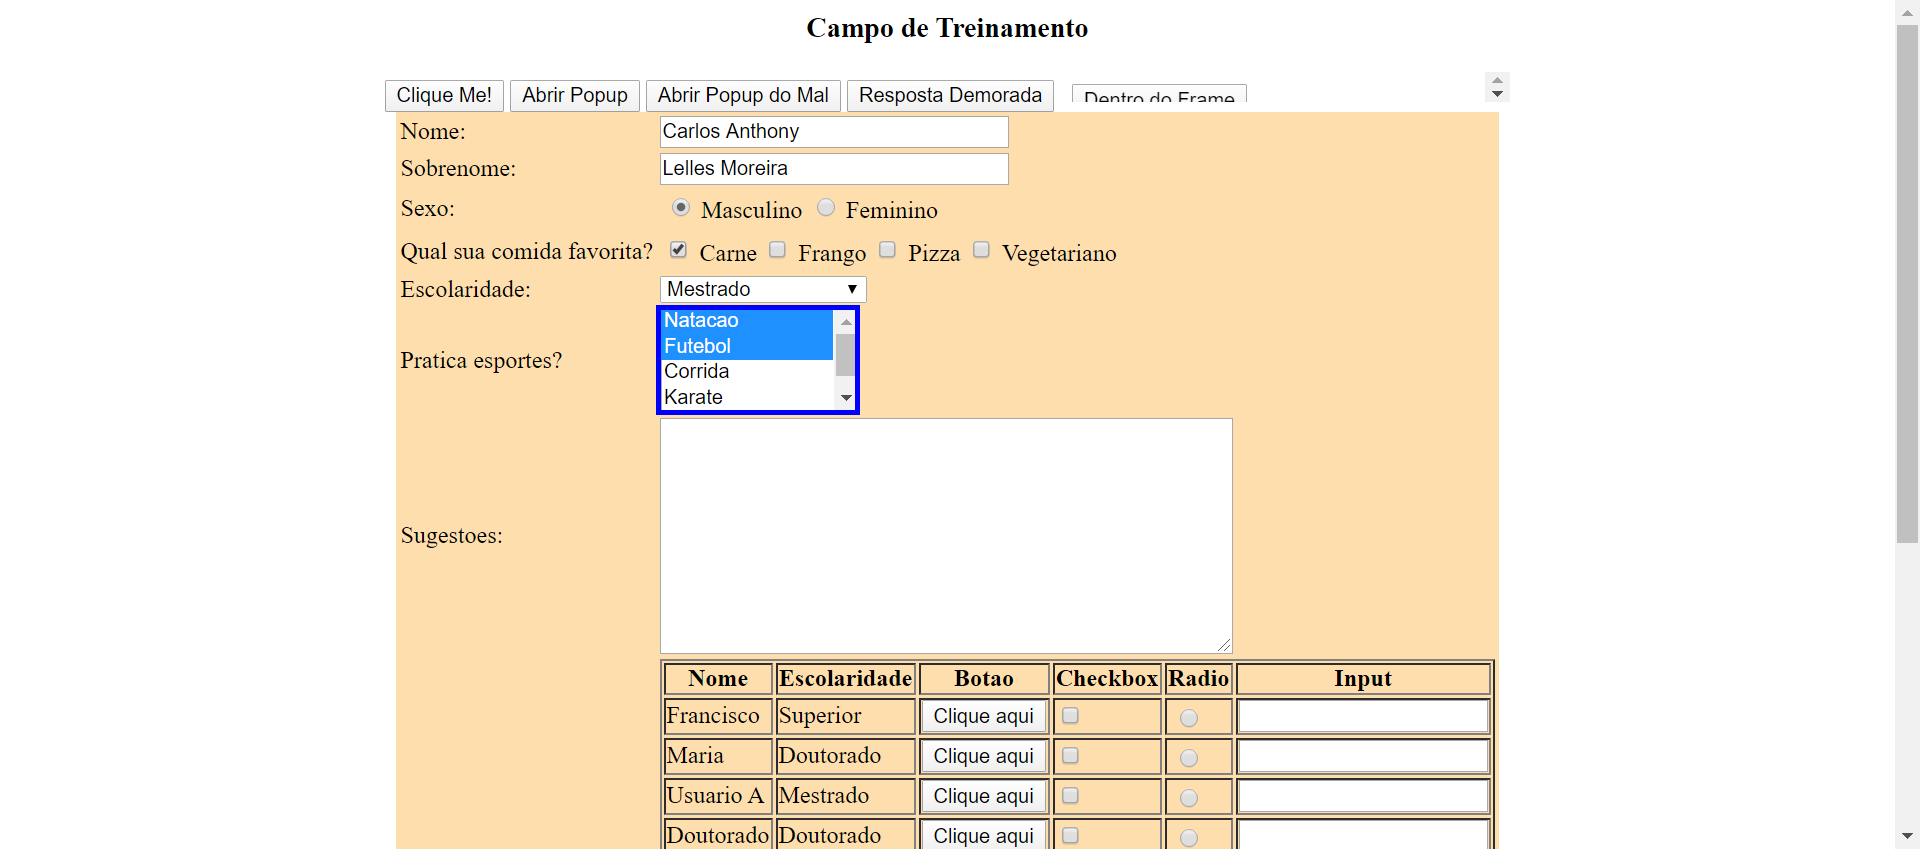 Campo de Treinamento
Clique Me! Abrir Popup Abrir Popup do Mal Resposta Demorada Dentro do Frame
Nome: Carlos Anthony
Sobrenome: Lelles Moreira
Sexo: Masculino Feminino
Qual sua comida favorita? Carne Frango Pizza Vegetariano
Escolaridade: Mestrado
Natacao
Futebol
Pratica esportes?
Corrida
Karate
Sugestoes:
Nome Escolaridade Botao Checkbox Radio Input
Francisco Superior Clique aqui
Maria Doutorado Clique aqui
Usuario A Mestrado Clique aqui
Doutorado Doutorado Clique aqui